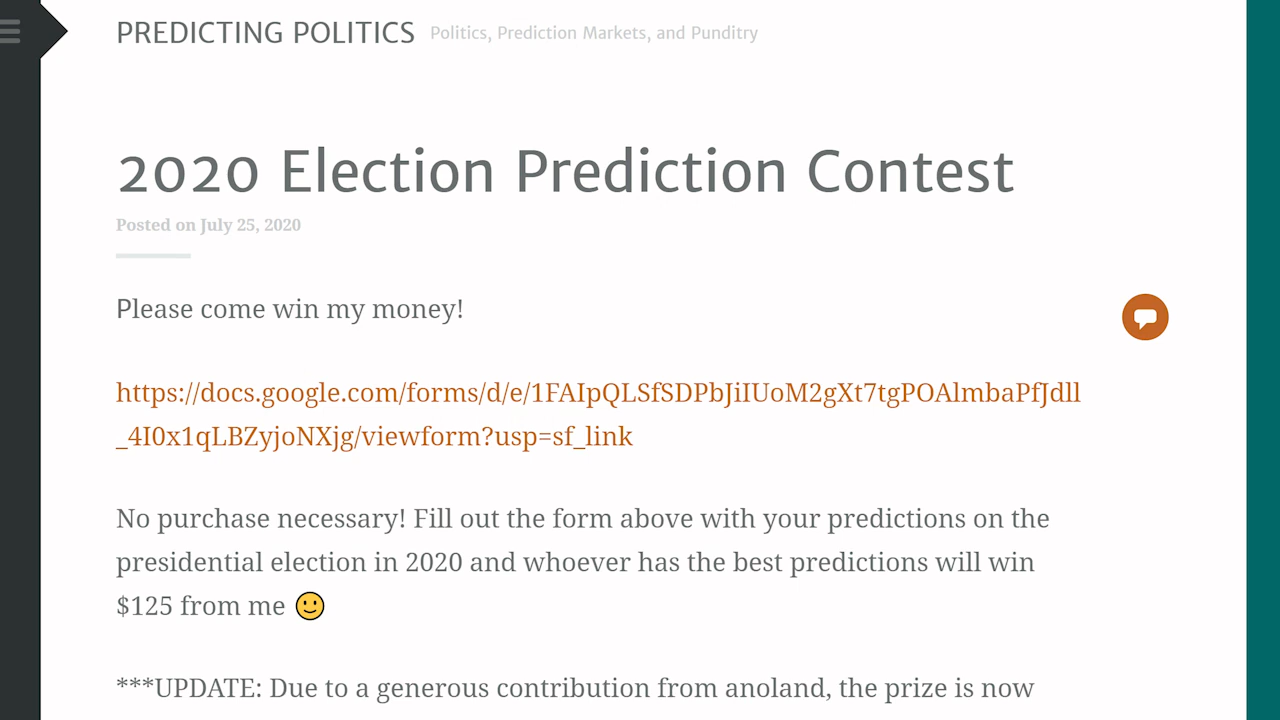 PREDICTING POLITICS Politics, Prediction Markets, and Punditry
2020 Election Prediction Contest
Posted on July 25, 2020
Please come win my money!
https://docs.google.com/forms/d/e/1FAIpQLSfSDPbJiIUoM2gXt7tgPOAlmbaPfJdll
_4I0x1qLBZyjoNXjg/viewform?usp=sf_link
No purchase necessary! Fill out the form above with your predictions on the
presidential election in 2020 and whoever has the best predictions will win
$125 from me 🙂
***UPDATE: Due to a generous contribution from anoland, the prize is now